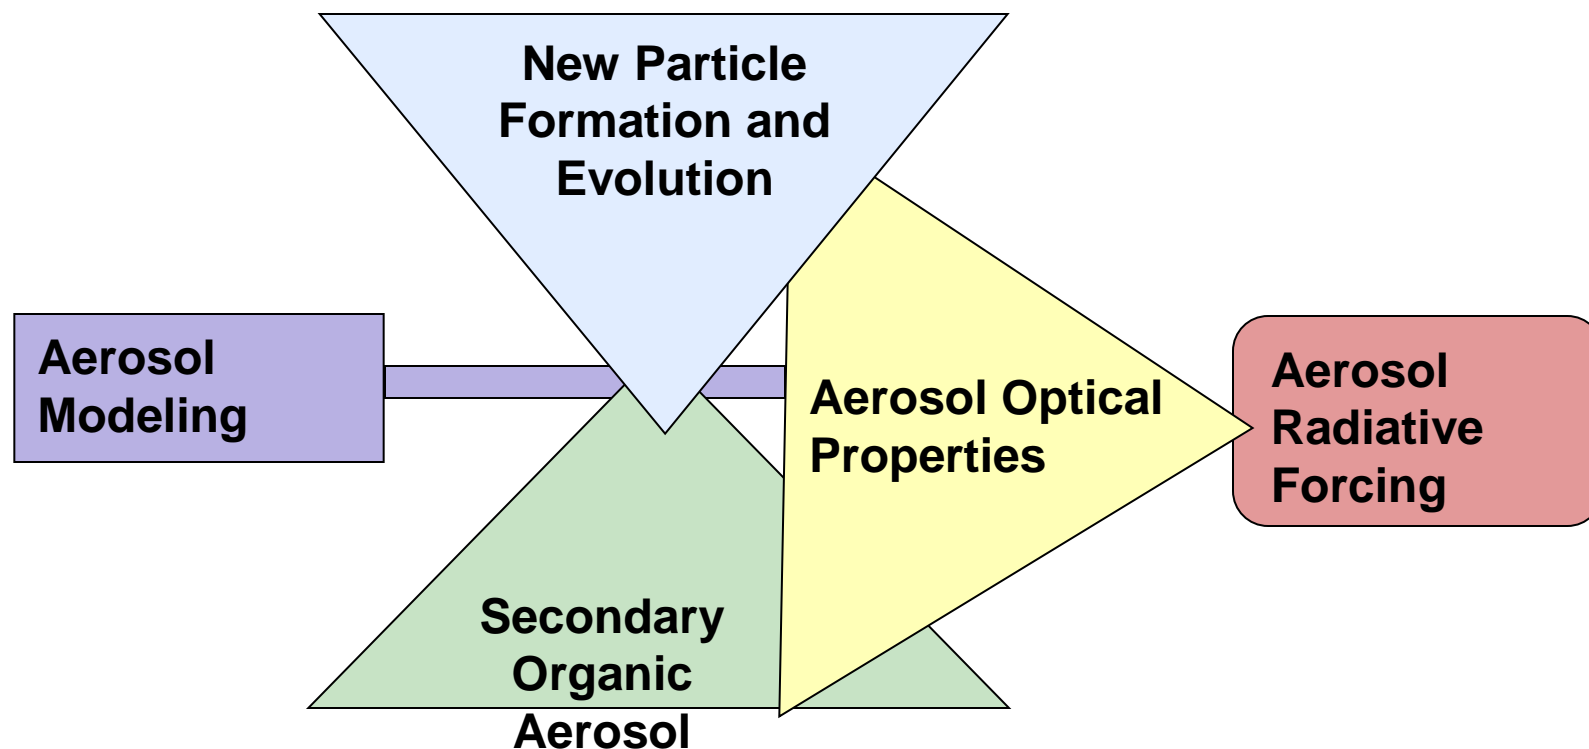 New Particle
Formation and
Evolution
Aerosol
Modeling
Aerosol Optical
Properties
Aerosol
Radiative
Forcing
Secondary
Organic
Aerosol